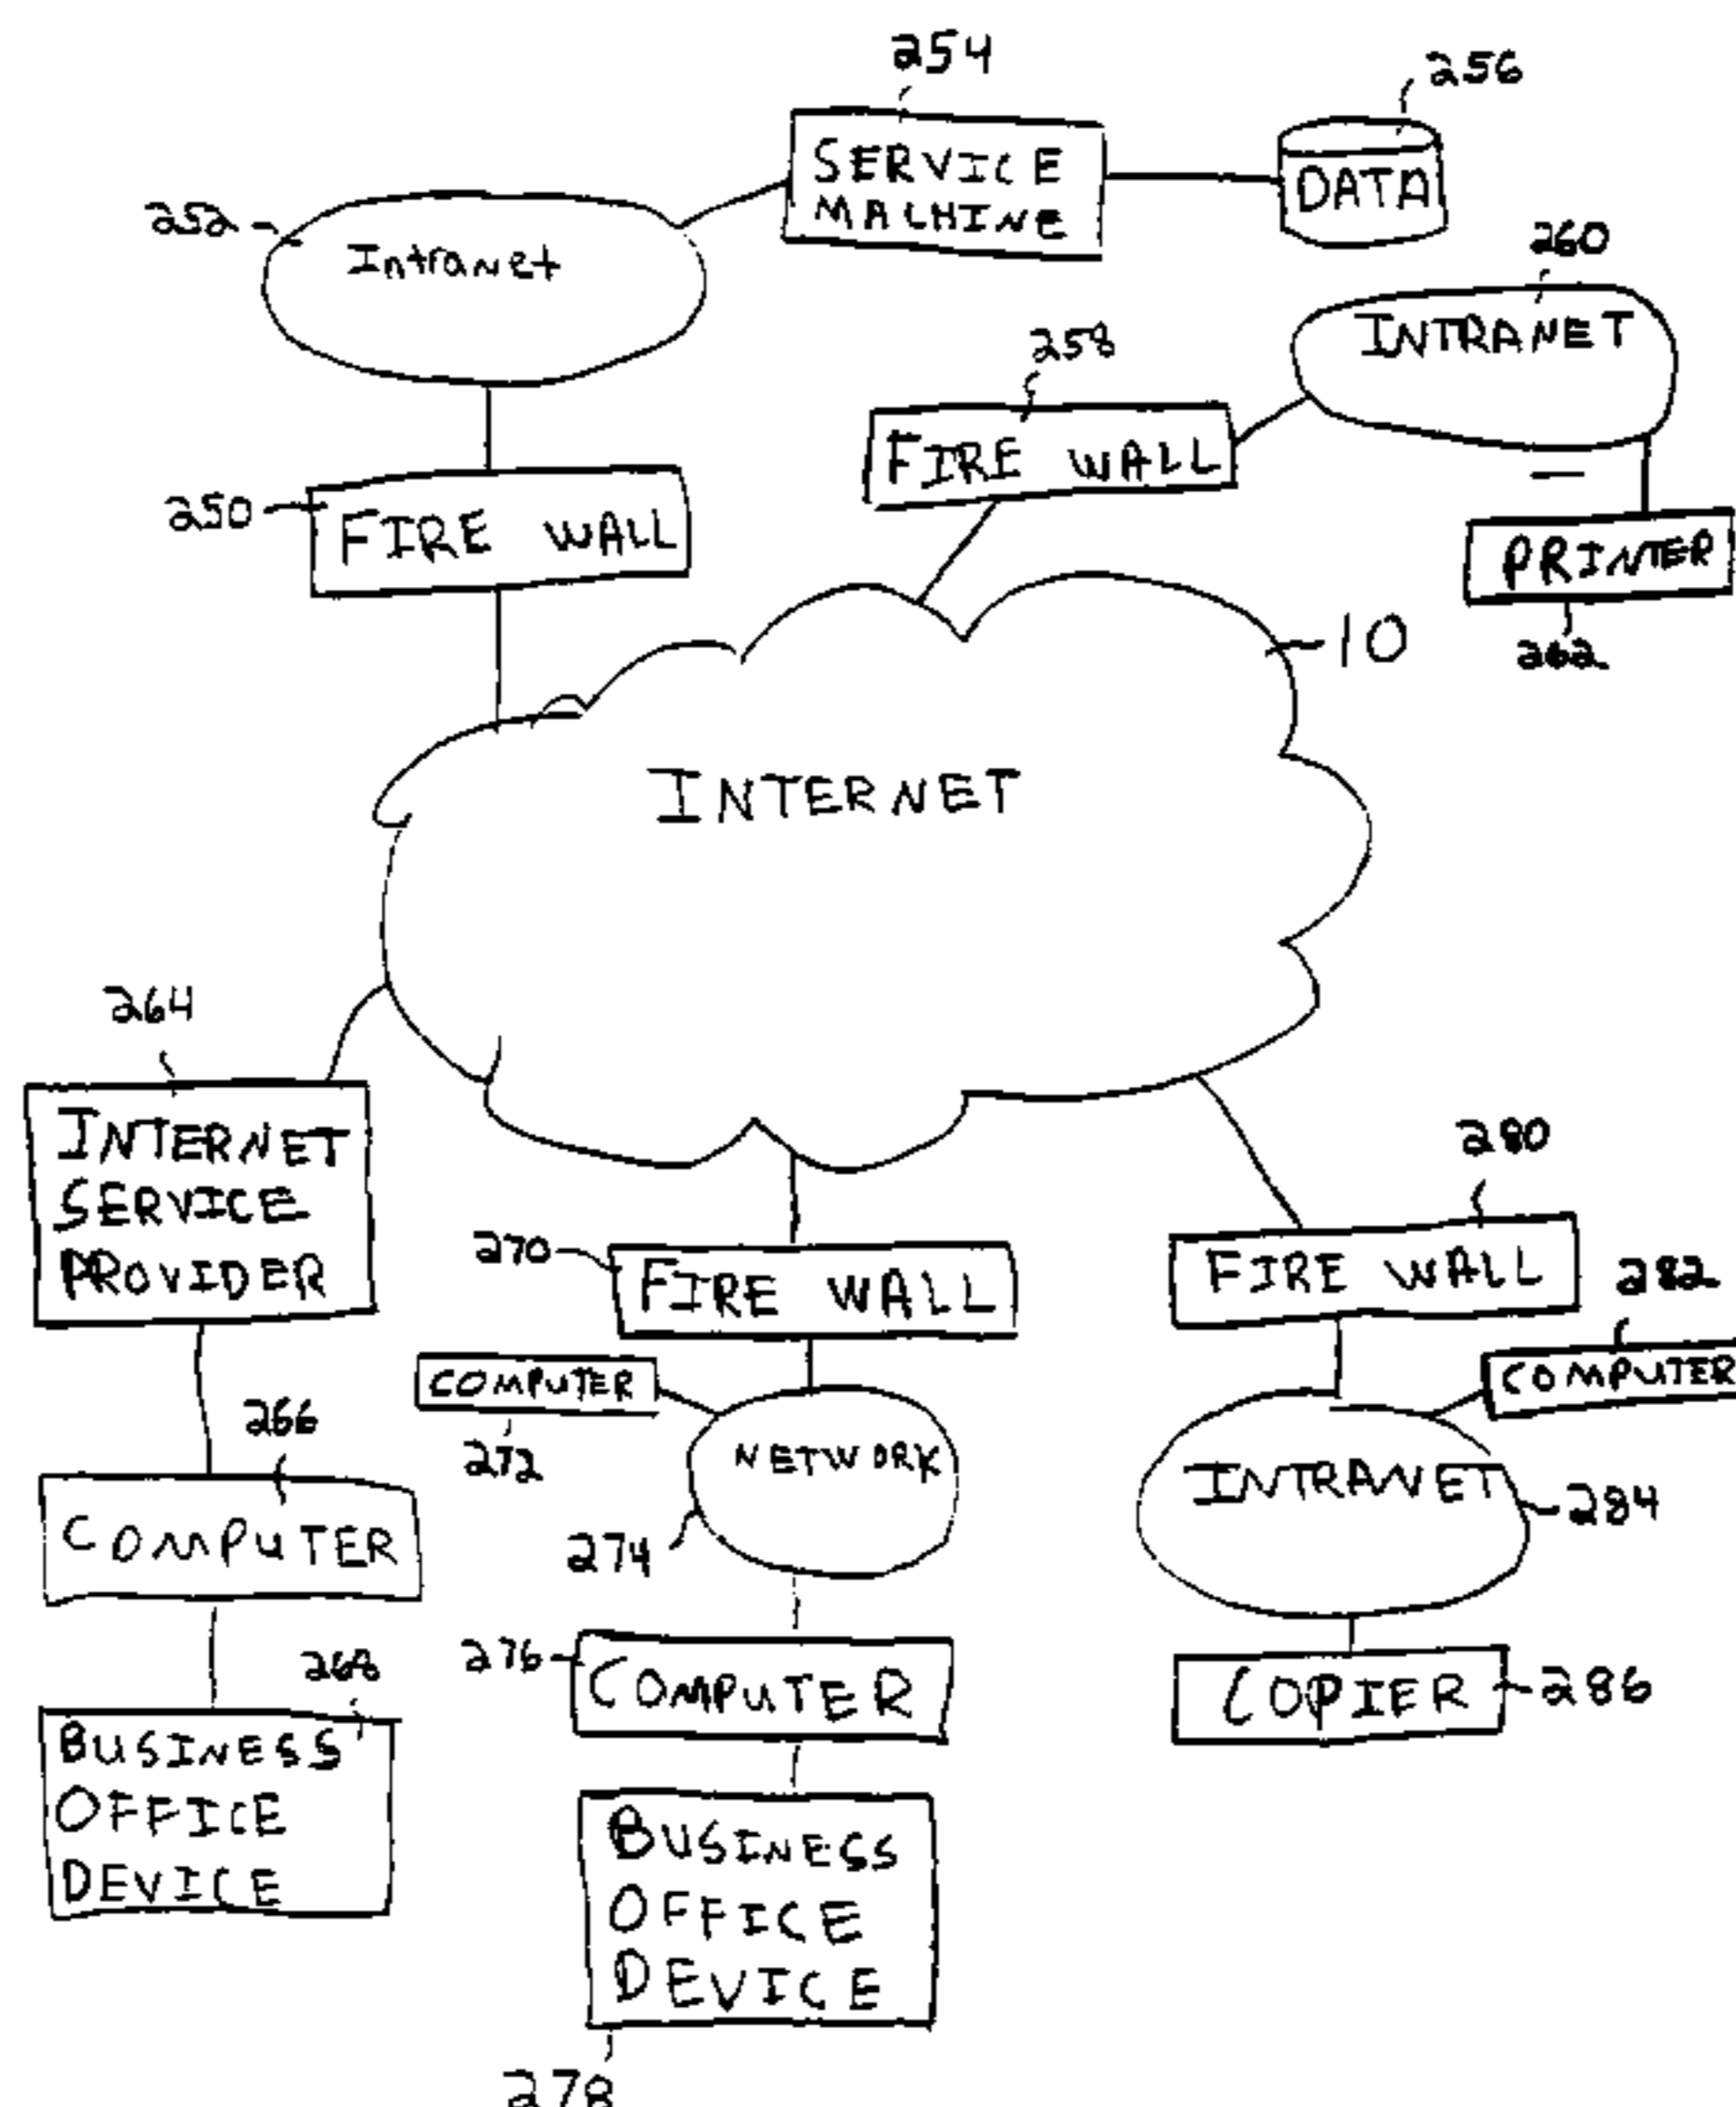 254
256
SERVICE
MACHINE
DATA
252
Intranet
260
INTRANET
258
FIRE WALL
250
FIRE WALL
PRINTER
262
10
INTERNET
264
INTERNET
SERVICE
PROVIDER
280
270
FIRE WALL
FIRE WALL
282
COMPUTER
COMPUTER
272
266
NETWORK
INTRANET
284
274
COMPUTER
276
COMPUTER
268
COPIER
286
BUSINESS
OFFICE
DEVICE
BUSINESS
OFFICE
DEVICE
278